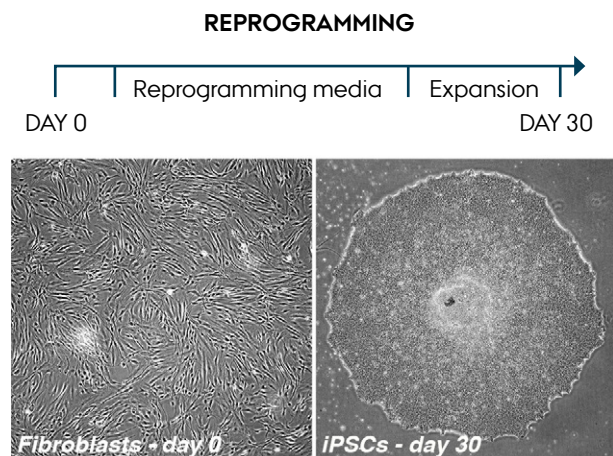 REPROGRAMMING
Reprogramming media
Expansion
DAY 0
DAY 30
Fibroblasts - day 0
iPSCs - day 30